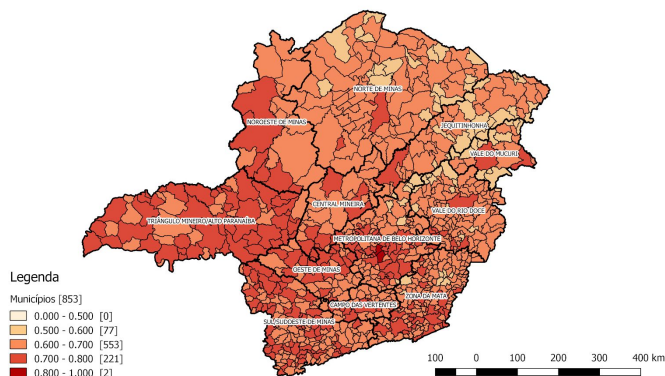 NORTE DE MINAS
NOROESTE DE MINAS
JEQUITINHONHA
VALE DO MUCURI
CENTRAL MINEIRA
TRIÂNGULO MINEIRO/ALTO PARANAÍBA
VALE DO RIO DOCE
METROPOLITANA DE BELO HORIZONTE
OESTE DE MINAS
ZONA DA MATA
CAMPO DAS VERTENTES
SUL/SUDOESTE DE MINAS
Legenda
Municípios [853]
0.000 - 0.500 [0]
0.500 - 0.600 [77]
0.600 - 0.700 [553]
0.700 - 0.800 [221]
0.800 - 1.000 [2]
100 0 100 200 300 400 km